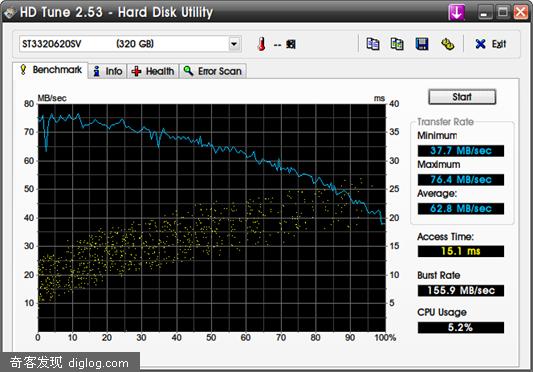 HD Tune 2.53 - Hard Disk Utility
ST3320620SV (320 GB)
--
Exit
Benchmark
Info
Health
Error Scan
MB/sec
ms
80
70
60
50
40
30
20
10
40
35
30
25
20
15
10
5
0 10 20 30 40 50 60 70 80 90 100%
Start
Transfer Rate
Minimum
37.7 MB/sec
Maximum
76.4 MB/sec
Average:
62.8 MB/sec
Access Time:
15.1 ms
Burst Rate
155.9 MB/sec
CPU Usage
5.2%
奇客发现 diglog.com